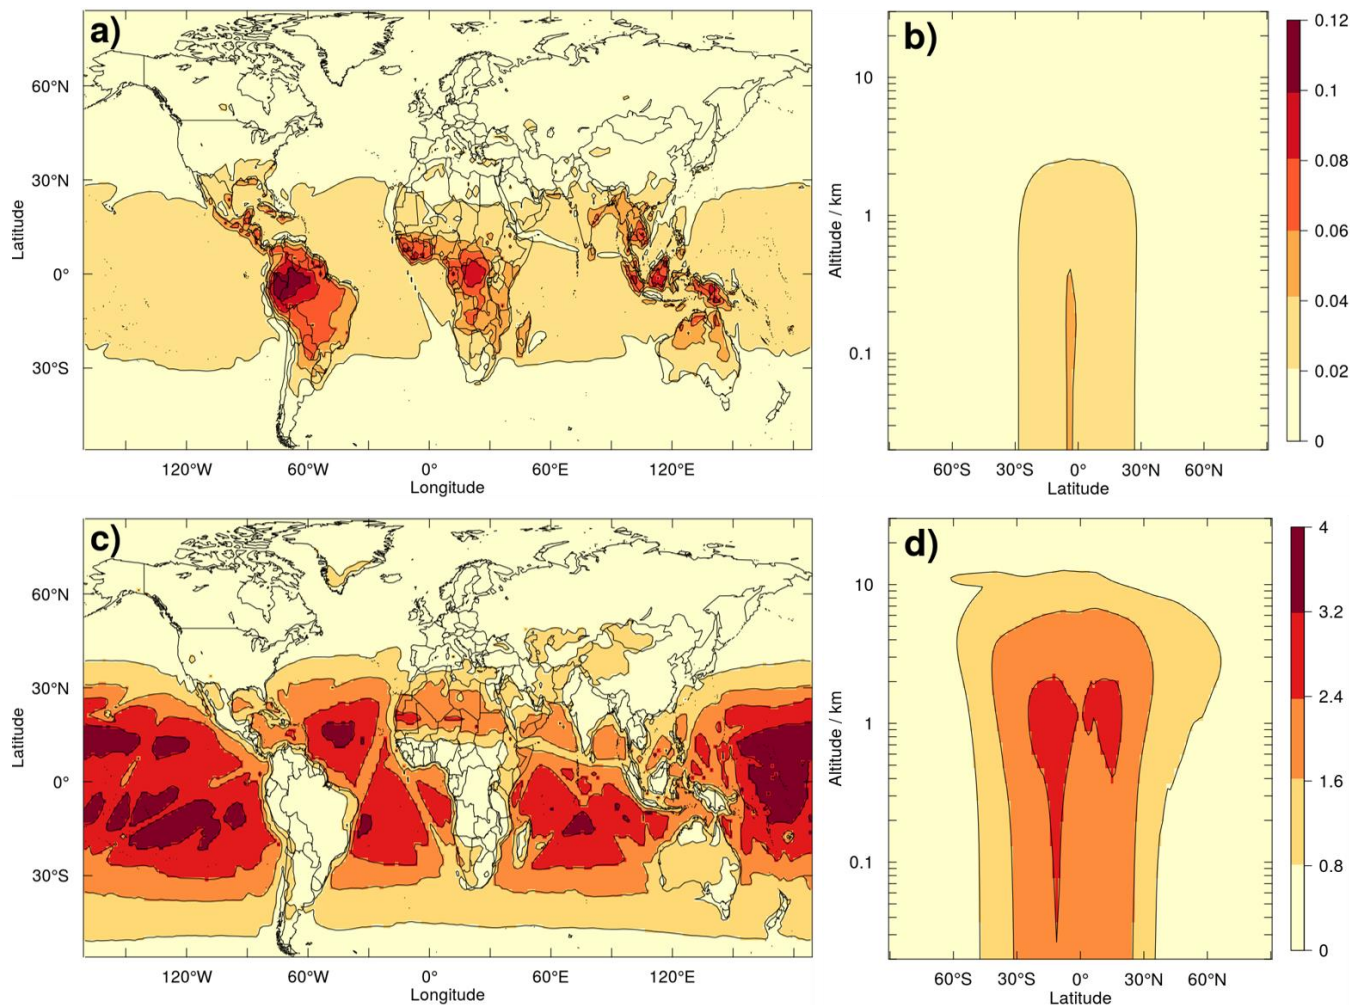 a)
60°N
30°N
0°
30°S
Latitude
120°W 60°W 0° 60°E 120°E
Longitude
b)
10
1
0.1
Altitude / km
60°S 30°S 0° 30°N 60°N
Latitude
0.12
0.1
0.08
0.06
0.04
0.02
0
c)
60°N
30°N
0°
30°S
Latitude
120°W 60°W 0° 60°E 120°E
Longitude
d)
10
1
0.1
Altitude / km
60°S 30°S 0° 30°N 60°N
Latitude
4
3.2
2.4
1.6
0.8
0